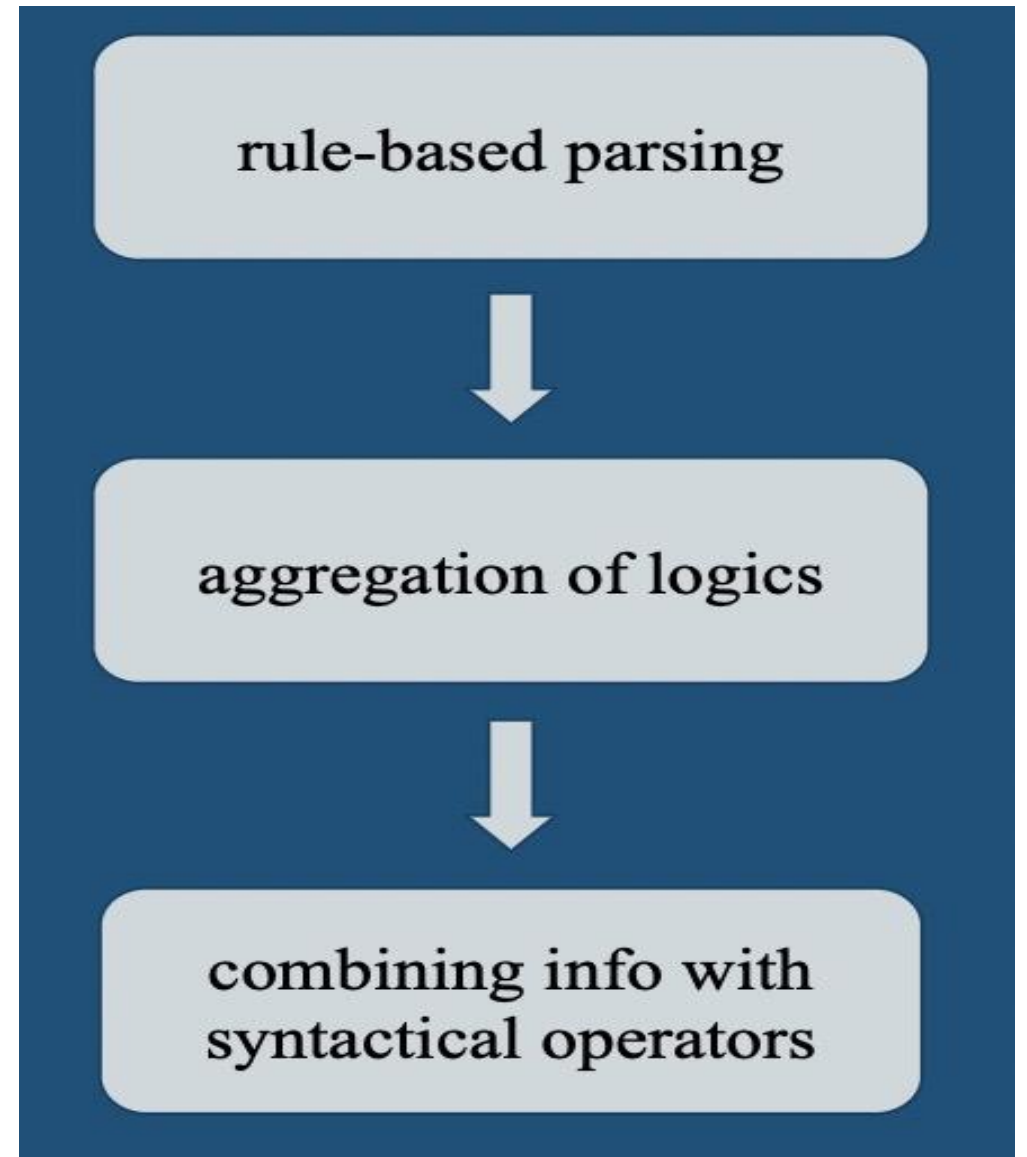 rule-based parsing
aggregation of logics
combining info with
syntactical operators